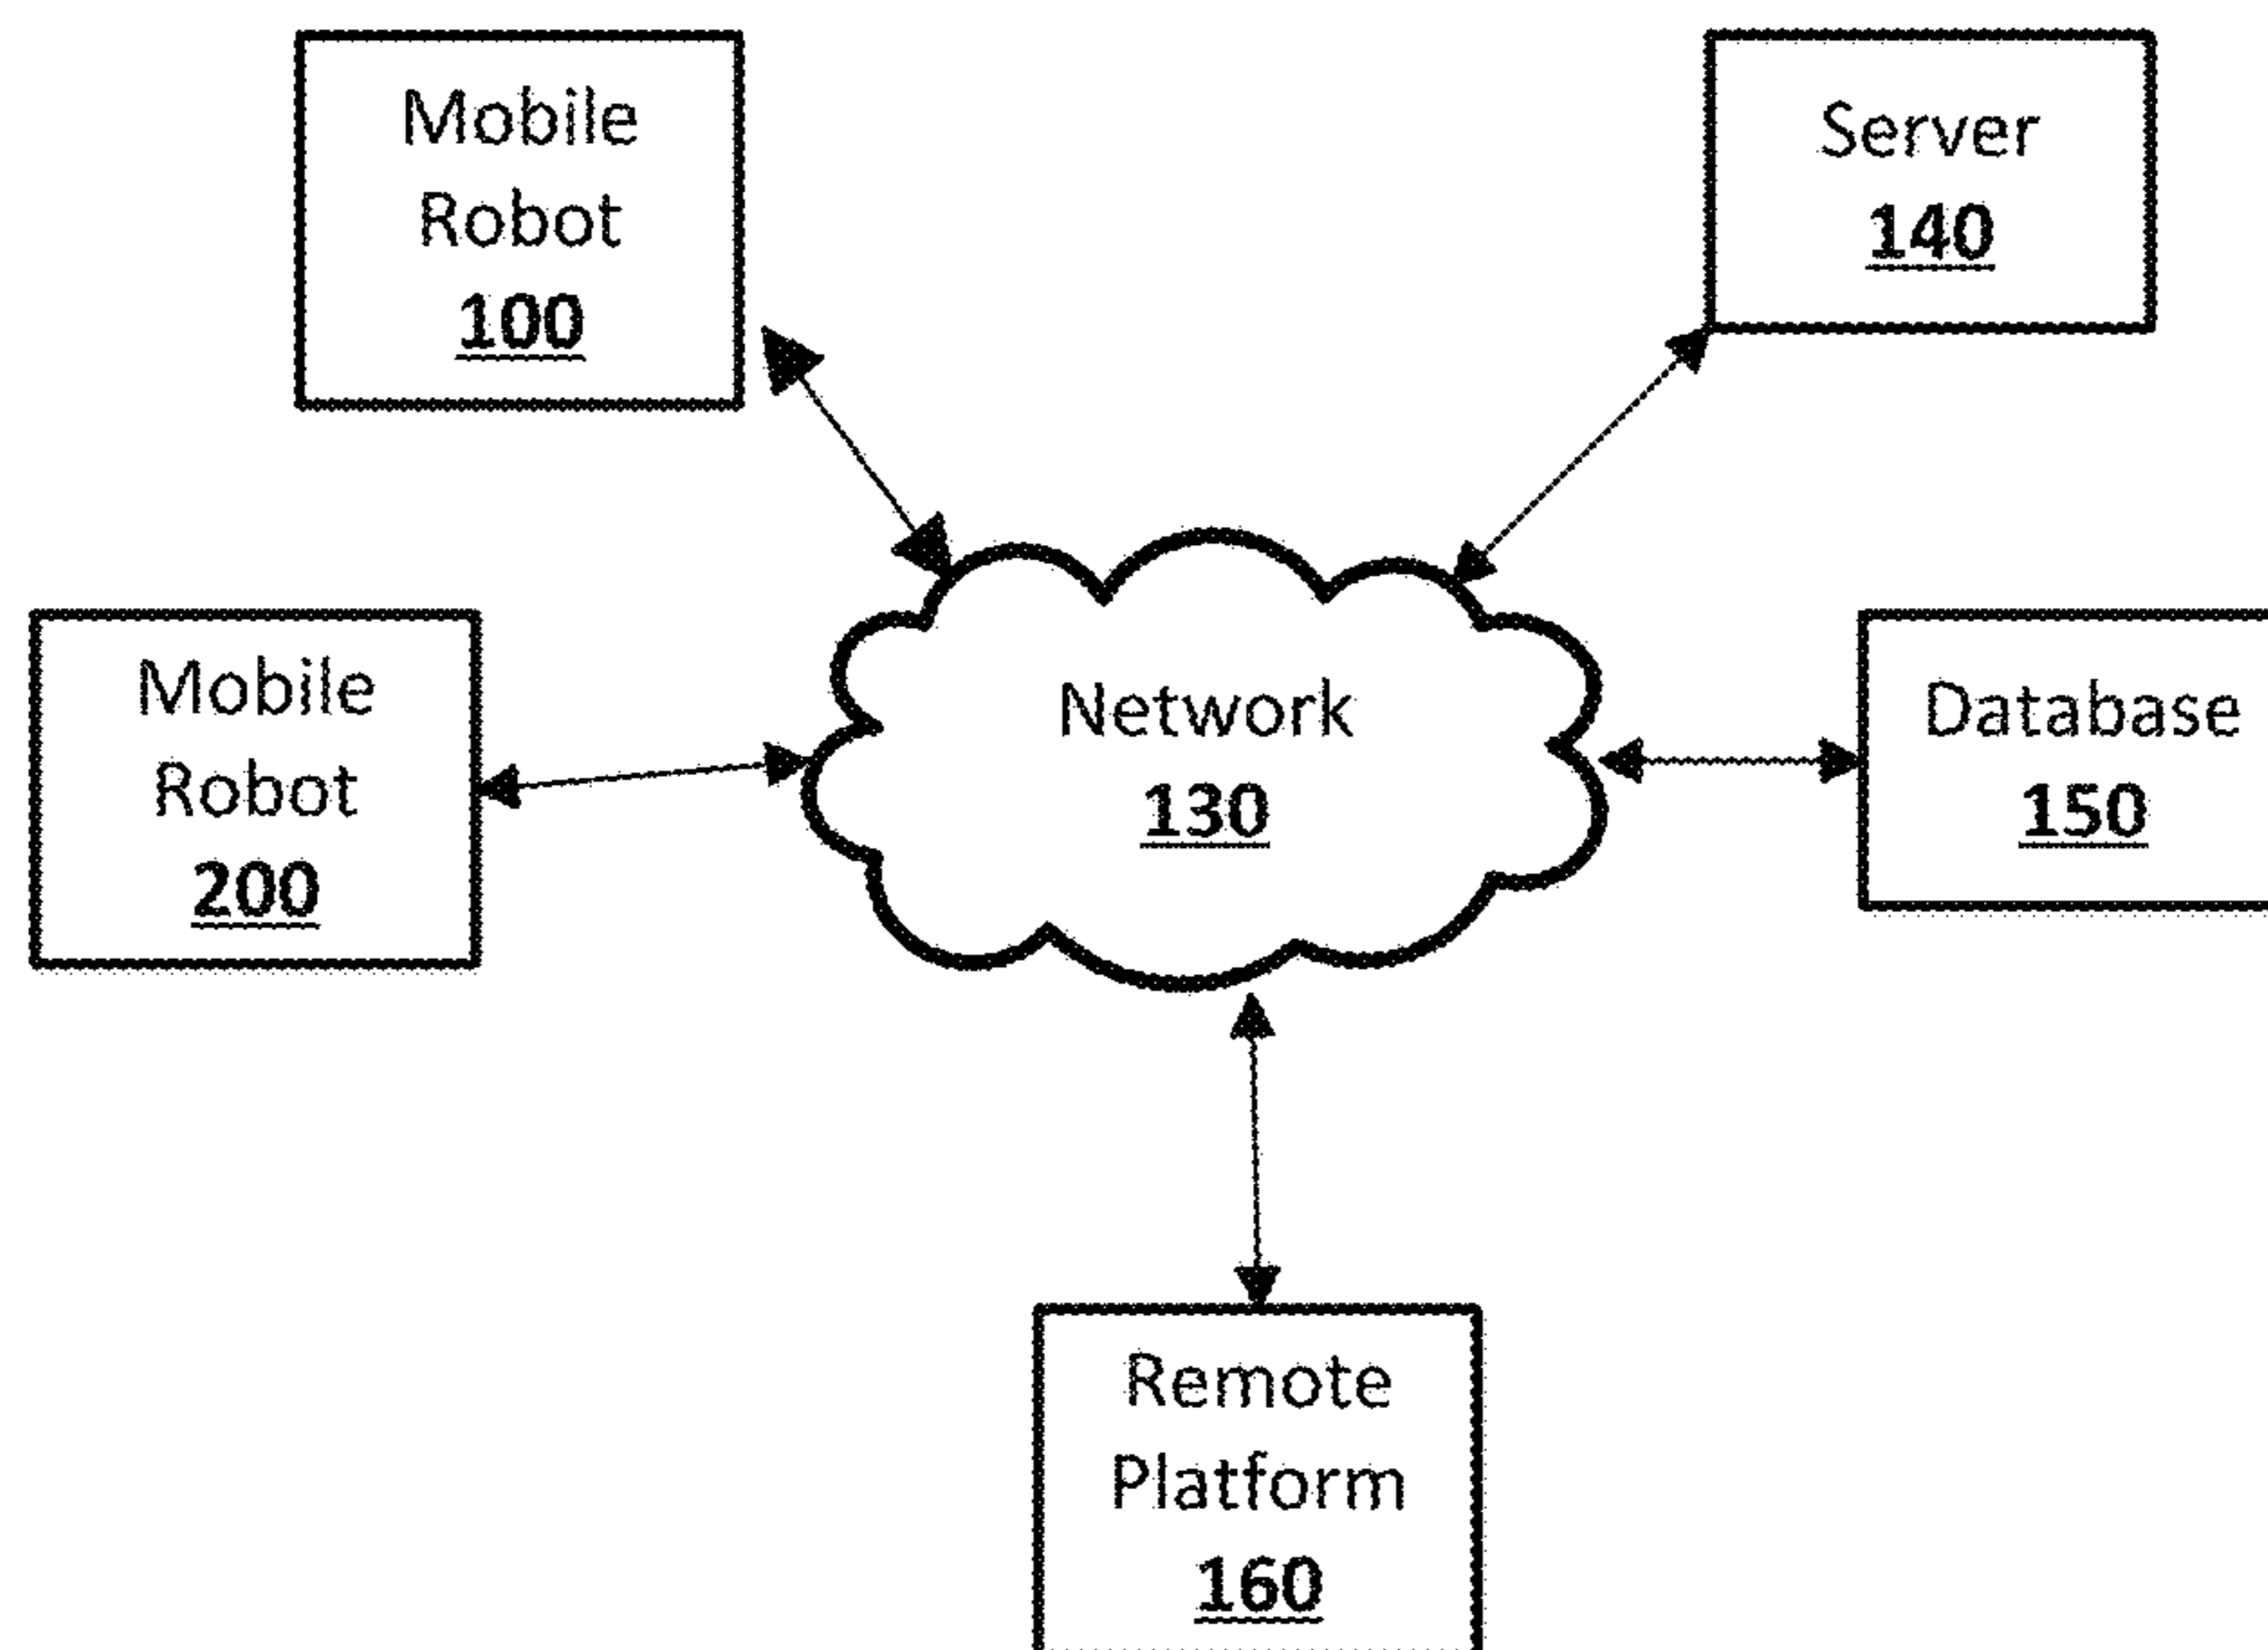 Mobile
Robot
100
Server
140
Mobile
Robot
200
Network
130
Database
150
Remote
Platform
160